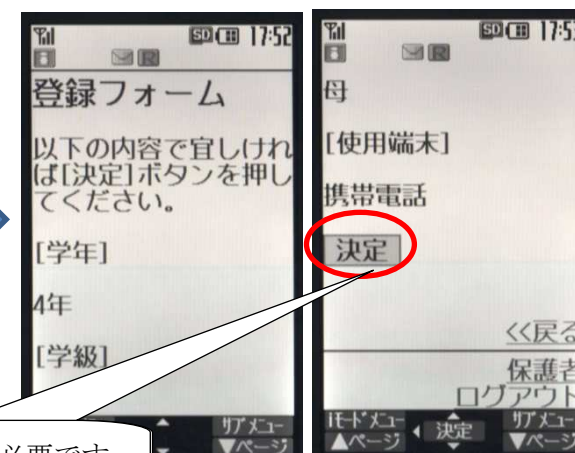 17:52
登録フォーム
以下の内容で宜しけれ
ば[決定]ボタンを押し
てください。
[学年]
4年
[学級]
サブメニュー
▼ページ
必要です
17:5
母
[使用端末]
携帯電話
決定
<<戻る
保護者
ログアウト
iモードメニュー
▲ページ
決定
サブメニュー
▼ページ